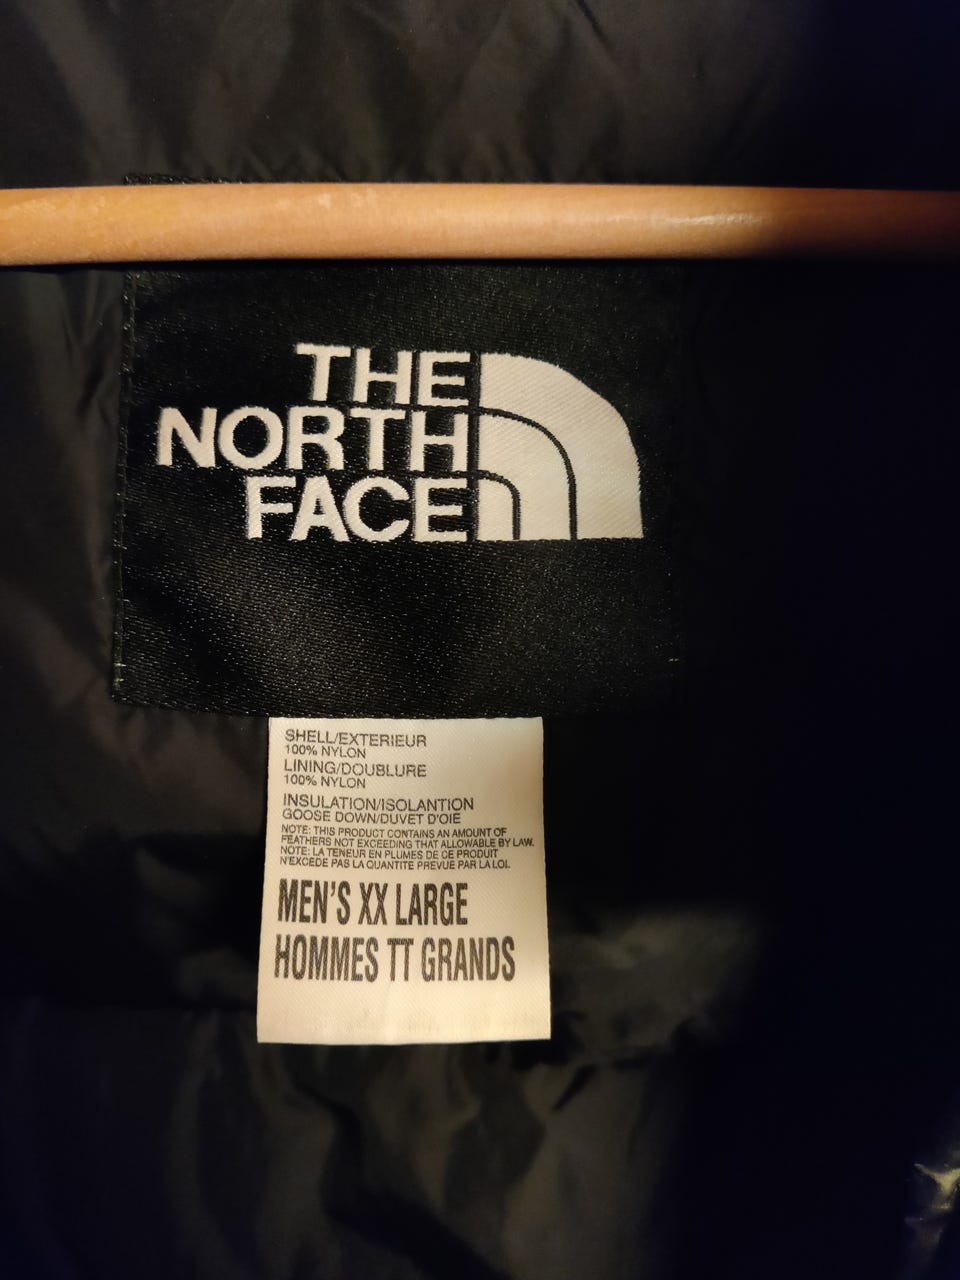 THE
NORTH
FACE
SHELL/EXTERIEUR
100% NYLON
LINING/DOUBLURE
100% NYLON
INSULATION/ISOLANTION
GOOSE DOWN/DUVET D'OIE
NOTE: THIS PRODUCT CONTAINS AN AMOUNT OF
FEATHERS NOT EXCEEDING THAT ALLOWABLE BY LAW.
NOTE: LA TENEUR EN PLUMES DE CE PRODUIT
N'EXCEDE PAS LA QUANTITE PREVUE PAR LA LOI.
MEN'S XX LARGE
HOMMES TT GRANDS